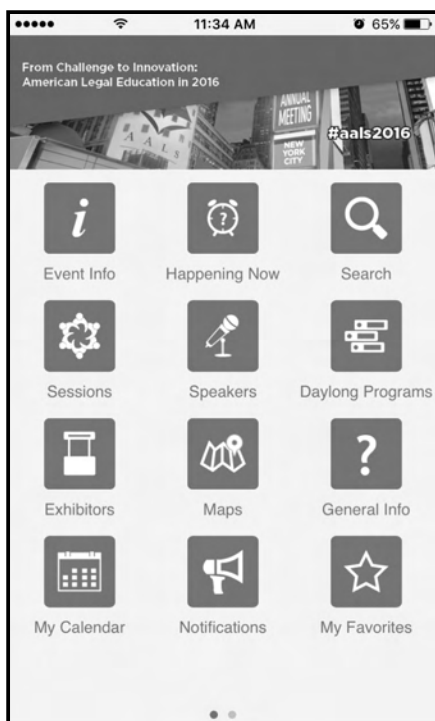 11:34 AM 65%
From Challenge to Innovation:
American Legal Education in 2016
AALS
ANNUAL
MEETING
NEW
YORK
CITY
#aals2016
i ?
Event Info Happening Now Search
Sessions Speakers Daylong Programs
?
Exhibitors Maps General Info
My Calendar Notifications My Favorites